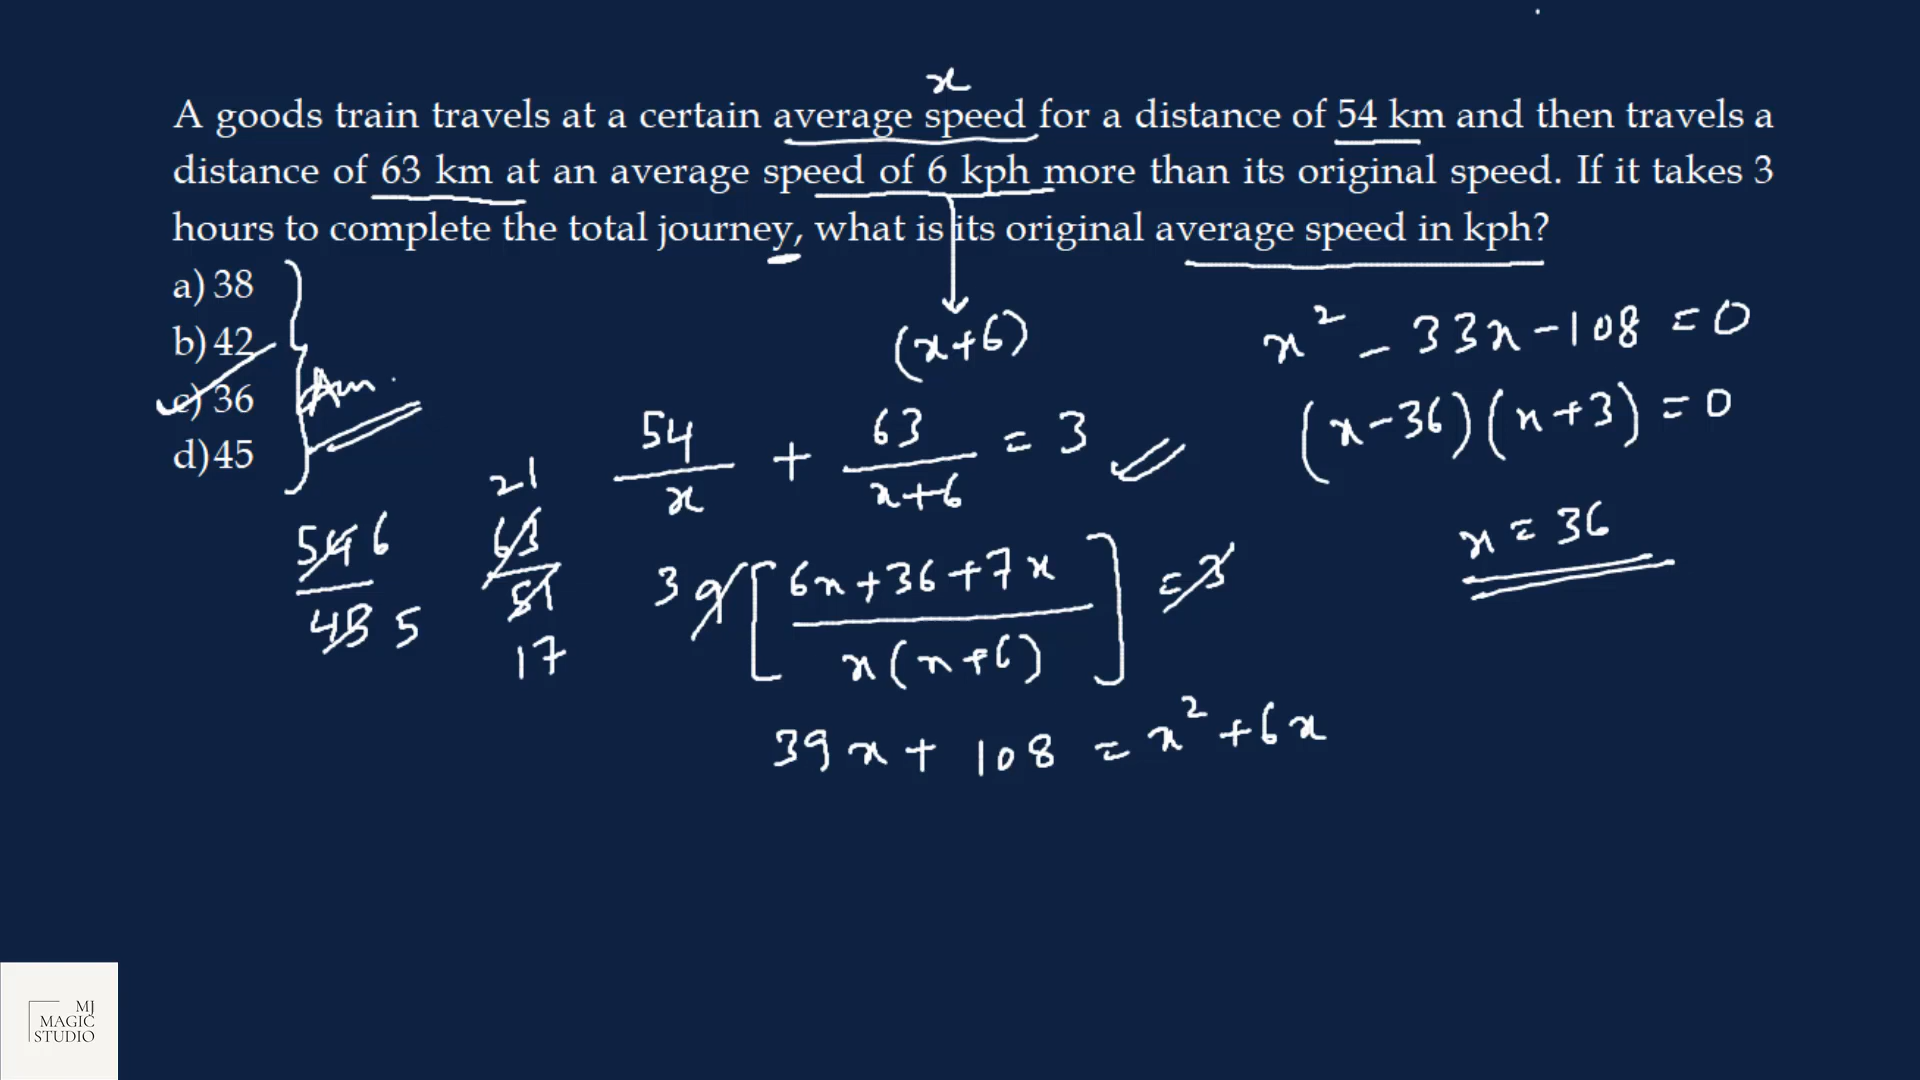 x
A goods train travels at a certain average speed for a distance of 54 km and then travels a
distance of 63 km at an average speed of 6 kph more than its original speed. If it takes 3
hours to complete the total journey, what is its original average speed in kph?
a) 38
b) 42
c) 36
d) 45
Ans.
(x+6)
54/x + 63/(x+6) = 3
54 6
48 5
21
63
51
17
3 9 [ (6x+36+7x) / x(x+6) ] = 3
39x + 108 = x² + 6x
x² - 33x - 108 = 0
(x-36)(x+3) = 0
x = 36
MJ
MAGIC
STUDIO